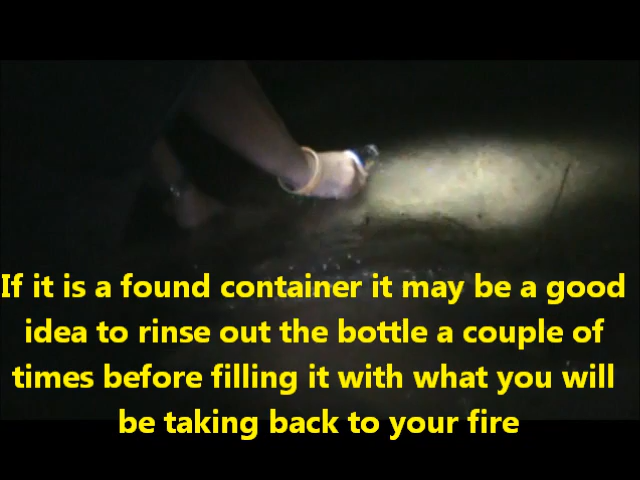 If it is a found container it may be a good
idea to rinse out the bottle a couple of
times before filling it with what you will
be taking back to your fire